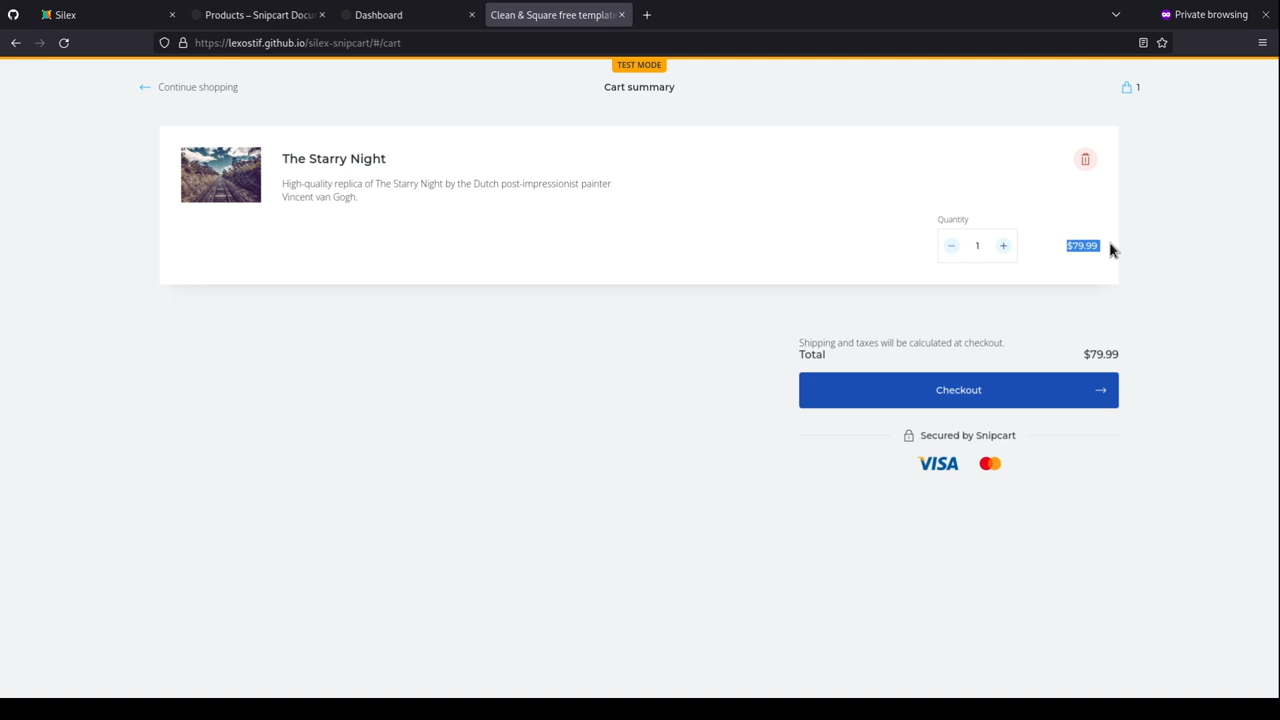 Silex
Products – Snipcart Docu
Dashboard
Clean & Square free template
Private browsing
https://lexostif.github.io/silex-snipcart/#/cart
TEST MODE
Continue shopping
Cart summary
1
The Starry Night
High-quality replica of The Starry Night by the Dutch post-impressionist painter
Vincent van Gogh.
Quantity
1
$79.99
Shipping and taxes will be calculated at checkout.
Total
$79.99
Checkout
Secured by Snipcart
VISA